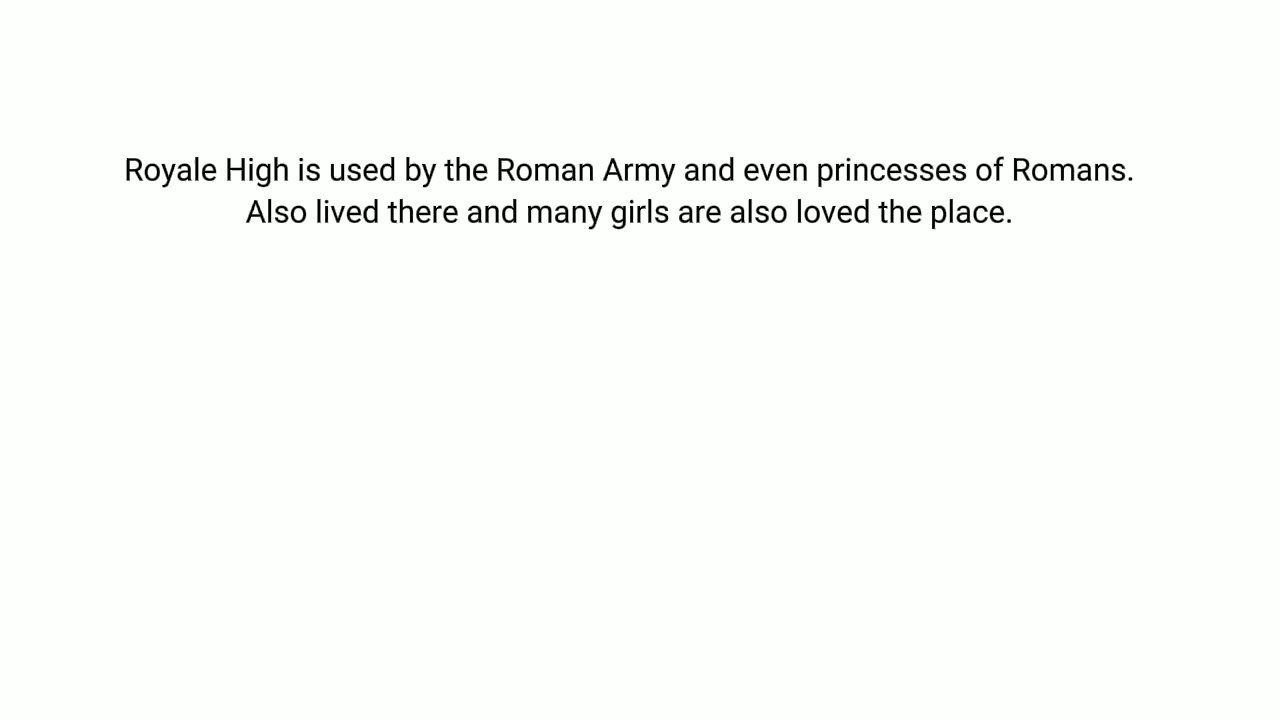 Royale High is used by the Roman Army and even princesses of Romans.
Also lived there and many girls are also loved the place.